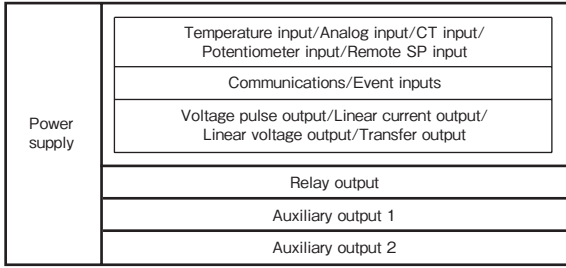 Power
supply
Temperature input/Analog input/CT input/
Potentiometer input/Remote SP input
Communications/Event inputs
Voltage pulse output/Linear current output/
Linear voltage output/Transfer output
Relay output
Auxiliary output 1
Auxiliary output 2